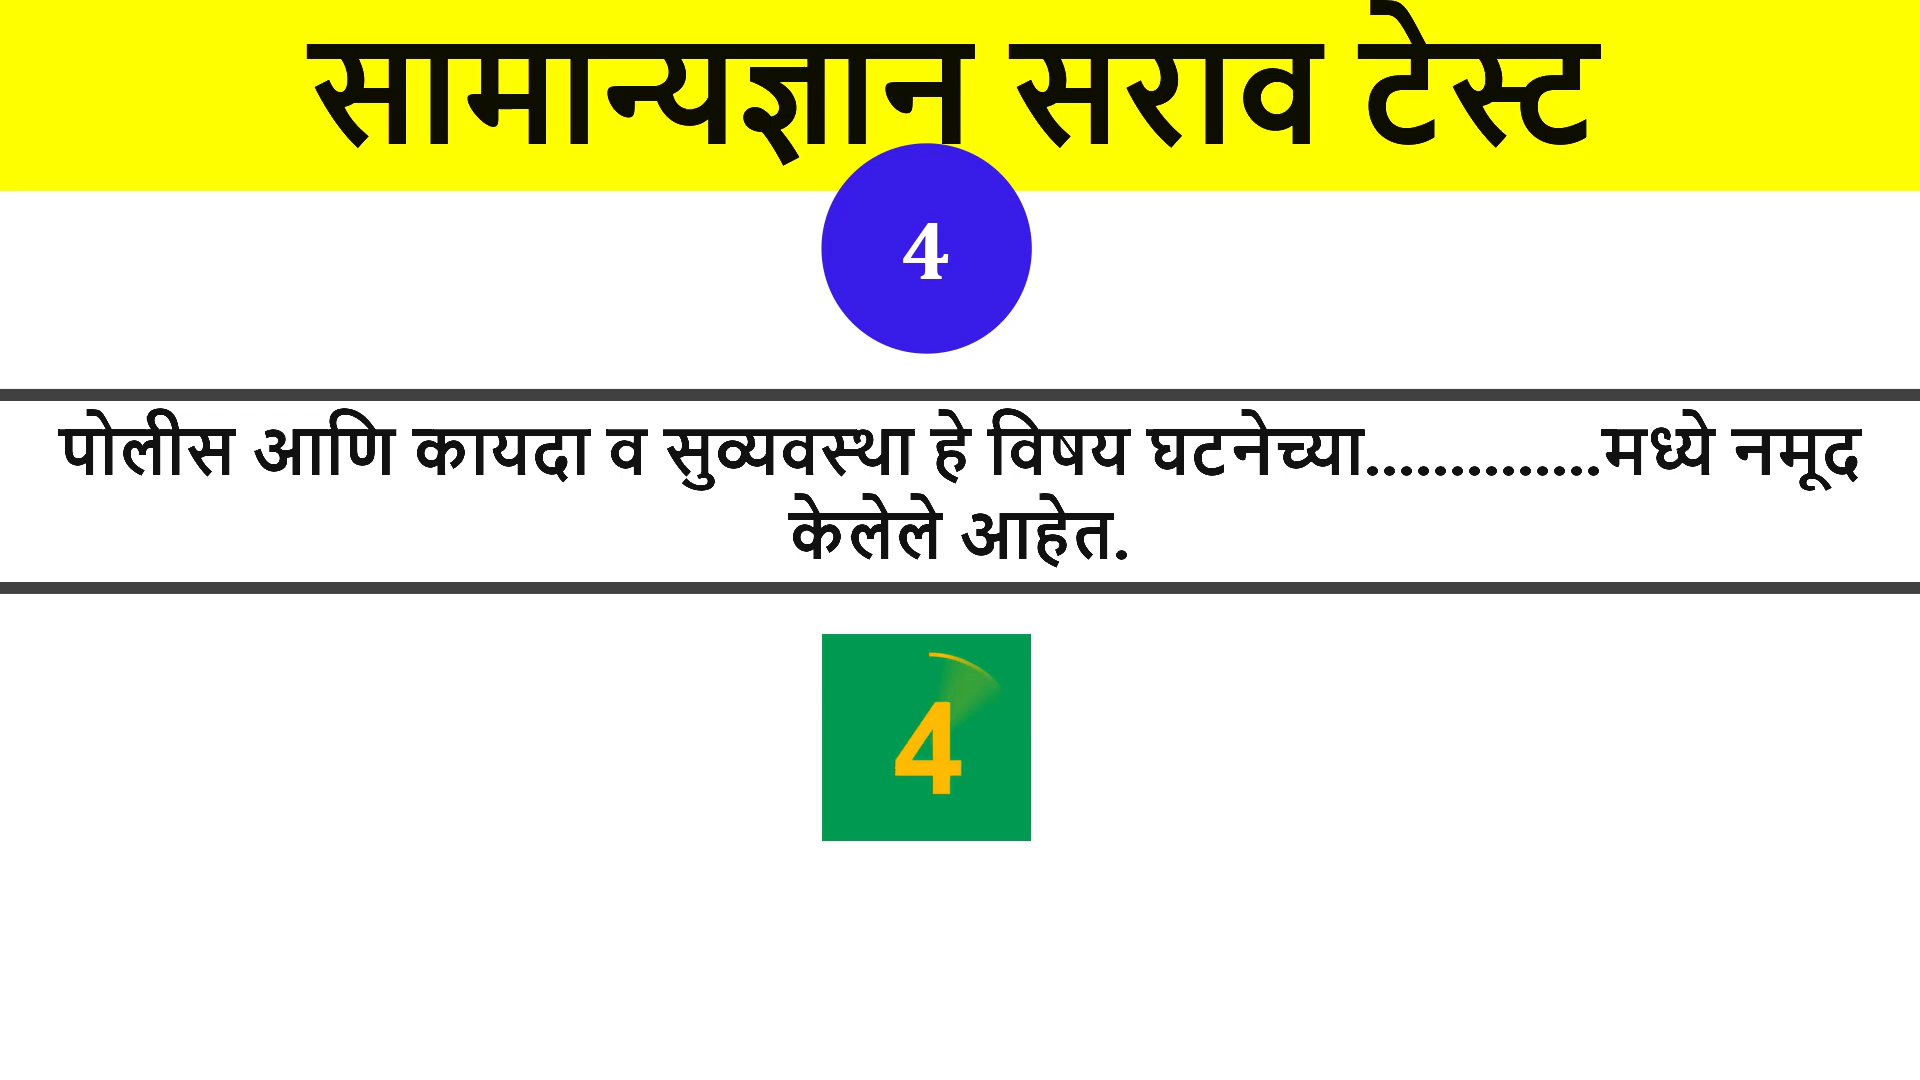 सामान्यज्ञान सराव टेस्ट
4
पोलीस आणि कायदा व सुव्यवस्था हे विषय घटनेच्या..............मध्ये नमूद
केलेले आहेत.
4